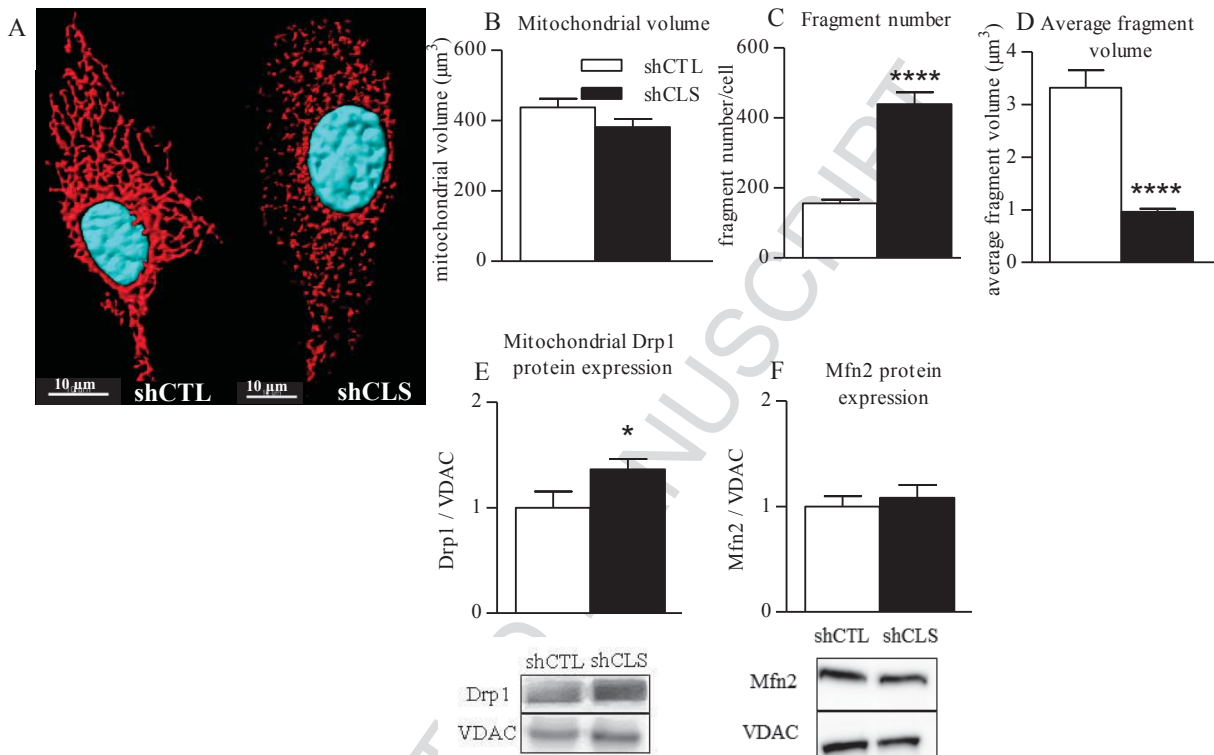 A
10 μm
shCTL
10 μm
shCLS
B
Mitochondrial volume
mitochondrial volume (μm³)
600
400
200
0
shCTL
shCLS
C
Fragment number
fragment number/cell
600
400
200
0
****
D
Average fragment
volume
average fragment volume (μm³)
4
3
2
1
0
****
E
Mitochondrial Drp1
protein expression
Drp1 / VDAC
2
1
0
*
shCTL shCLS
Drp1
VDAC
F
Mfn2 protein
expression
Mfn2 / VDAC
2
1
0
shCTL shCLS
Mfn2
VDAC
NUSCRIPT